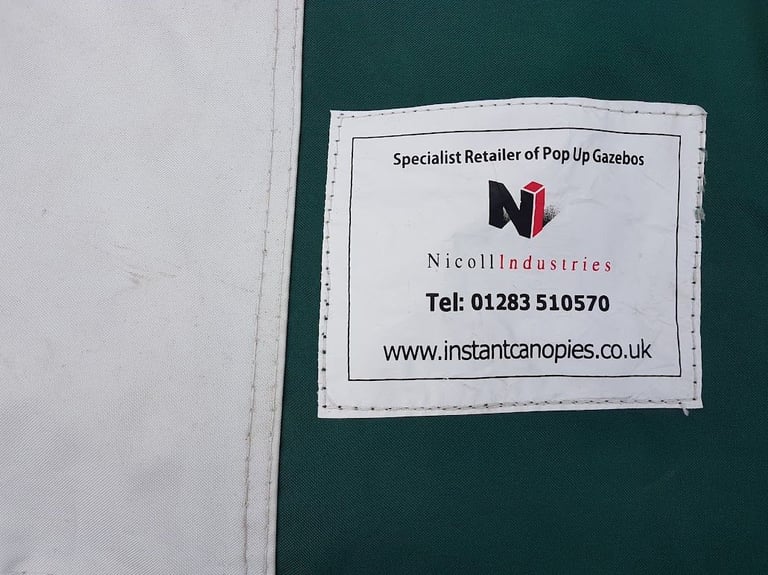 Specialist Retailer of Pop Up Gazebos
NI
NicollIndustries
Tel: 01283 510570
www.instantcanopies.co.uk